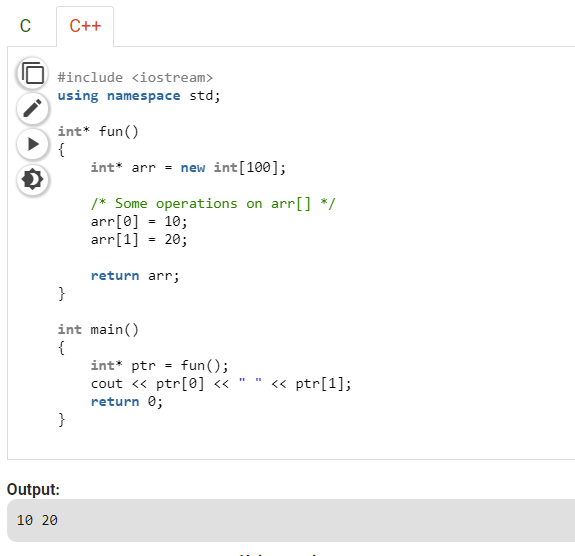 C C++
#include <iostream>
using namespace std;
int* fun()
{
int* arr = new int[100];
/* Some operations on arr[] */
arr[0] = 10;
arr[1] = 20;
return arr;
}
int main()
{
int* ptr = fun();
cout << ptr[0] << " " << ptr[1];
return 0;
}
Output:
10 20